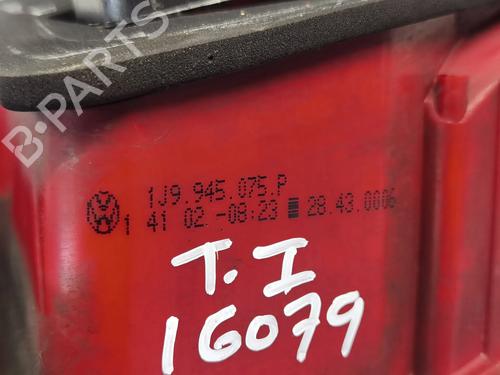 B-PARTS
1J9.945.075.P
1 41 02 -08:23 28.43.0006
T. I
16079